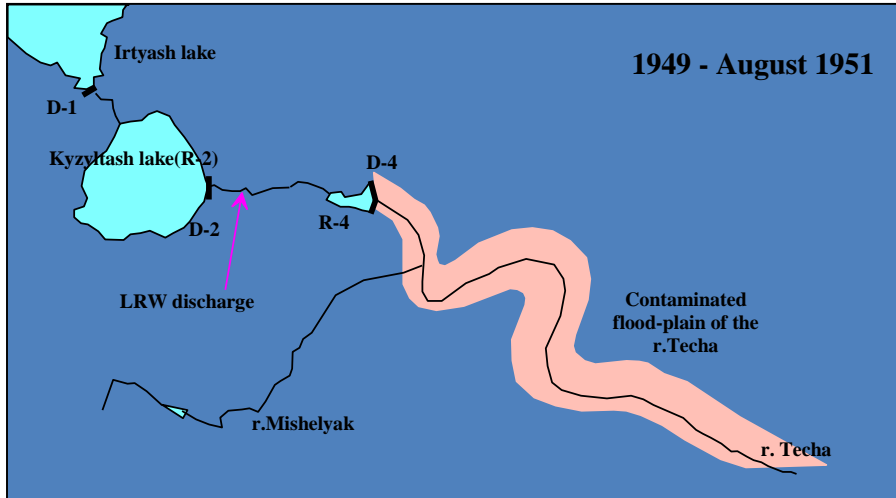 Irtyash lake
1949 - August 1951
D-1
Kyzyltash lake(R-2)
D-4
D-2
R-4
LRW discharge
Contaminated
flood-plain of the
r.Techa
r.Mishelyak
r. Techa